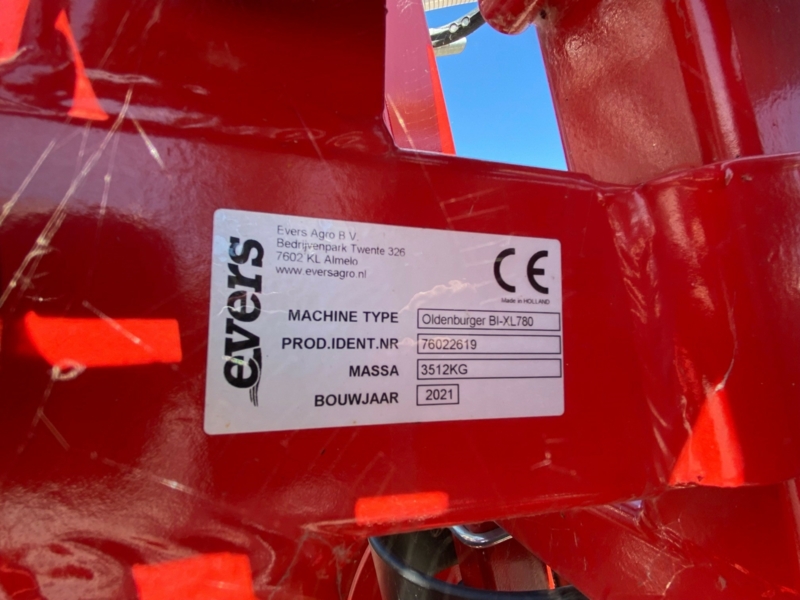 evers
Evers Agro B.V.
Bedrijvenpark Twente 326
7602 KL Almelo
www.eversagro.nl
CE
Made in HOLLAND
MACHINE TYPE Oldenburger BI-XL780
PROD.IDENT.NR 76022619
MASSA 3512KG
BOUWJAAR 2021